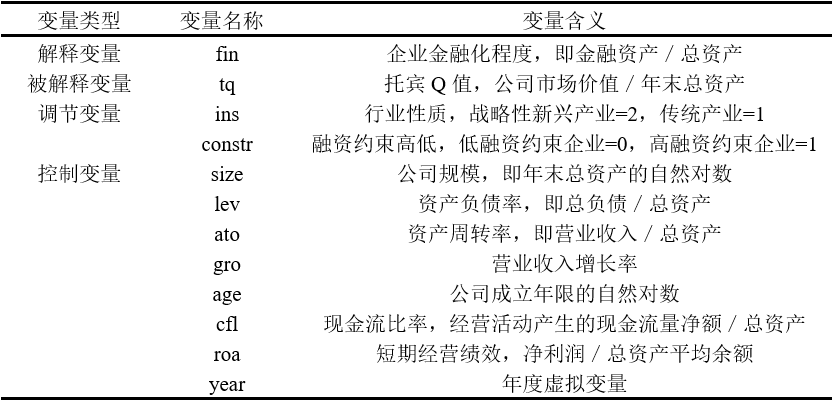 变量类型 变量名称 变量含义
解释变量 fin 企业金融化程度，即金融资产／总资产
被解释变量 tq 托宾 Q 值，公司市场价值／年末总资产
调节变量 ins 行业性质，战略性新兴产业=2，传统产业=1
constr 融资约束高低，低融资约束企业=0，高融资约束企业=1
控制变量 size 公司规模，即年末总资产的自然对数
lev 资产负债率，即总负债／总资产
ato 资产周转率，即营业收入／总资产
gro 营业收入增长率
age 公司成立年限的自然对数
cfl 现金流比率，经营活动产生的现金流量净额／总资产
roa 短期经营绩效，净利润／总资产平均余额
year 年度虚拟变量